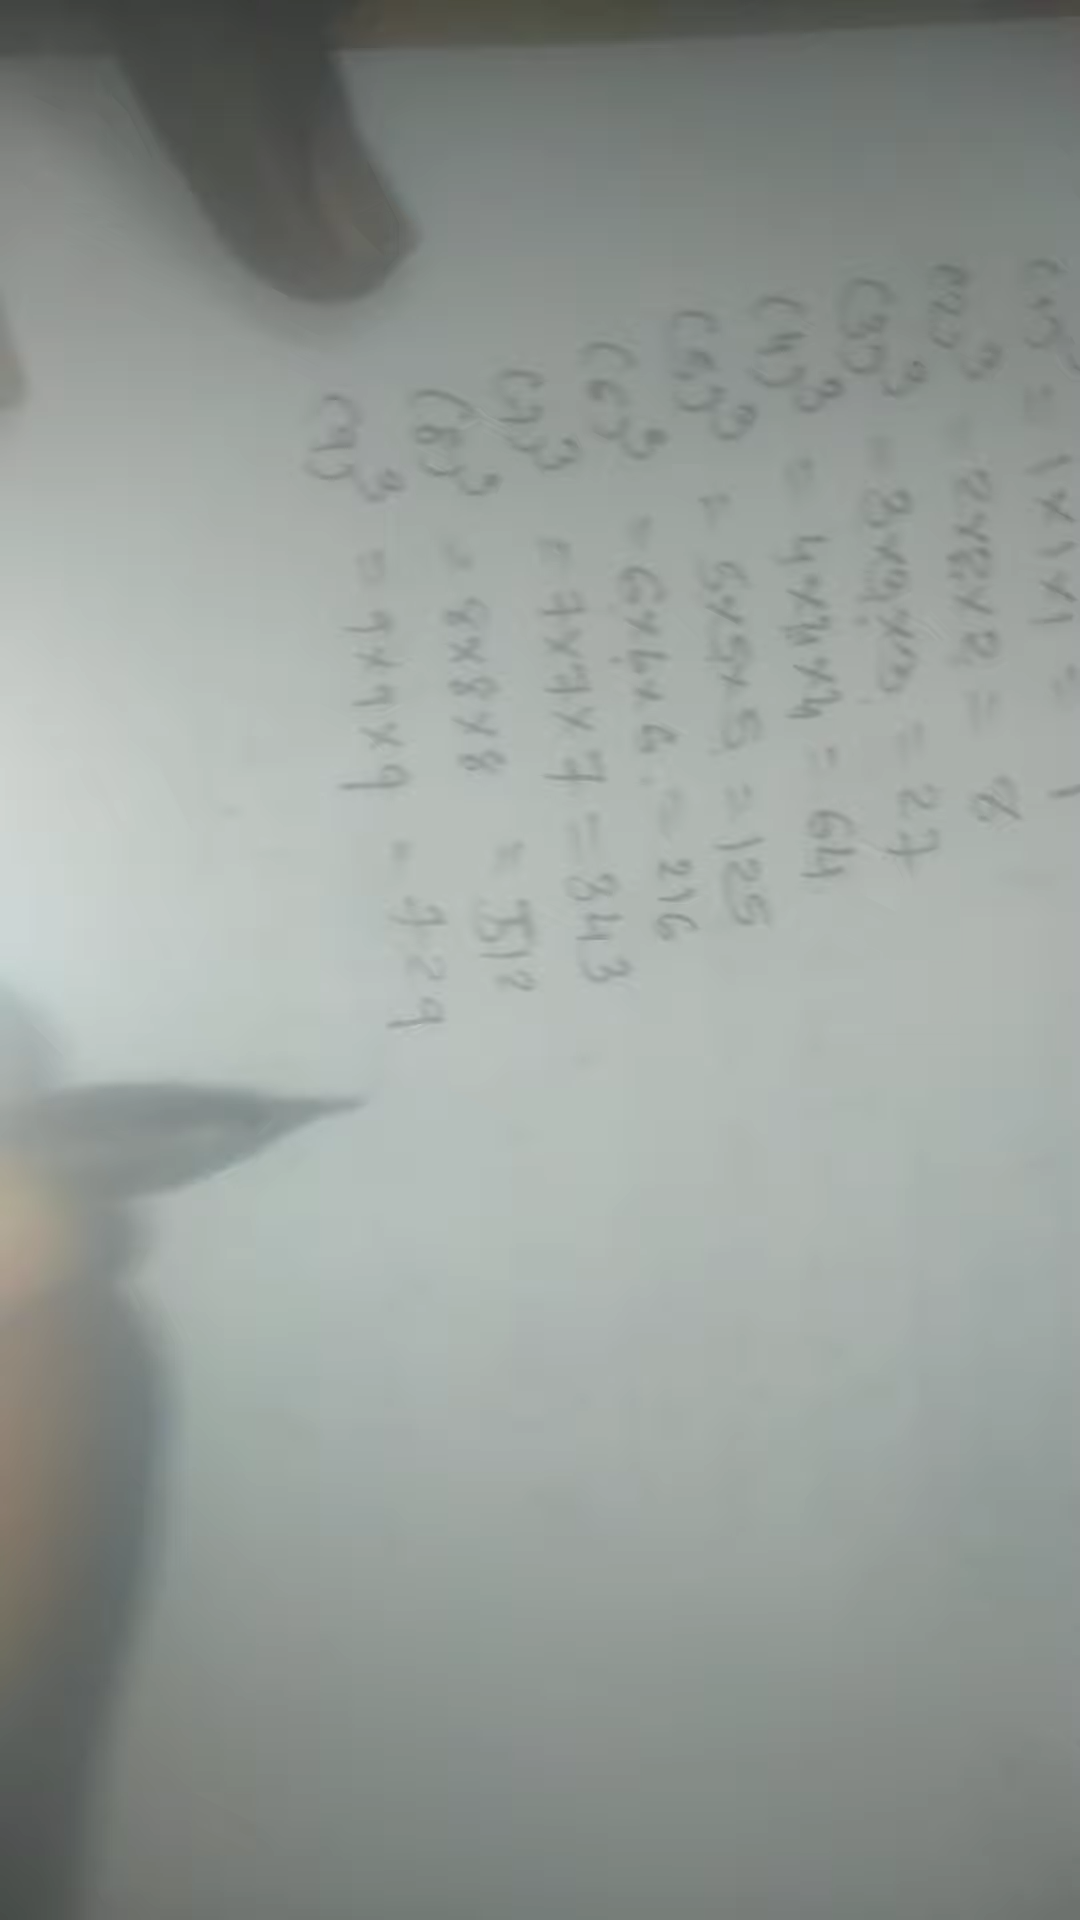 (1)³ = 1×1×1 = 1
(2)³ = 2×2×2 = 8
(3)³ = 3×3×3 = 27
(4)³ = 4×4×4 = 64
(5)³ = 5×5×5 = 125
(6)³ = 6×6×6 = 216
(7)³ = 7×7×7 = 343
(8)³ = 8×8×8 = 512
(9)³ = 9×9×9 = 729